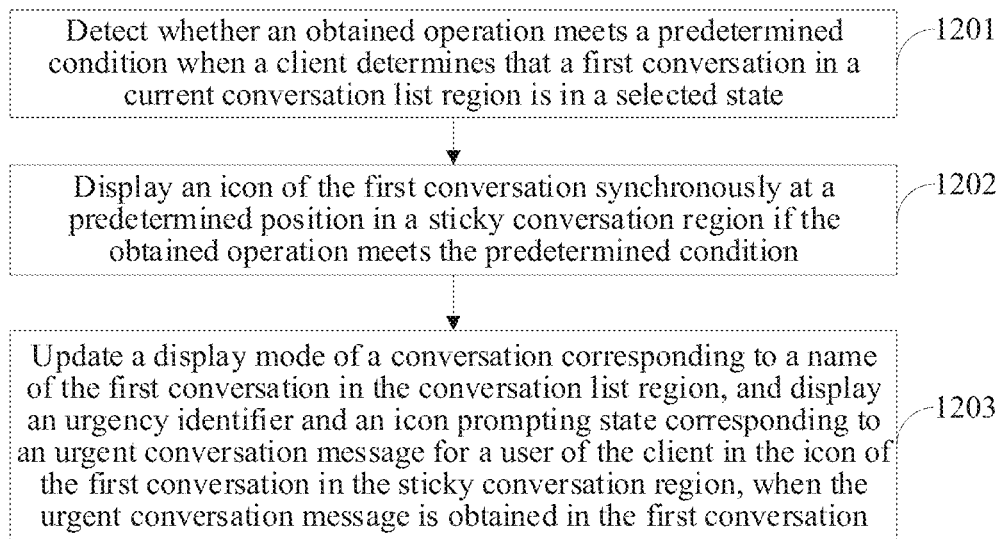 Detect whether an obtained operation meets a predetermined
condition when a client determines that a first conversation in a
current conversation list region is in a selected state
1201
Display an icon of the first conversation synchronously at a
predetermined position in a sticky conversation region if the
obtained operation meets the predetermined condition
1202
Update a display mode of a conversation corresponding to a name
of the first conversation in the conversation list region, and display
an urgency identifier and an icon prompting state corresponding to
an urgent conversation message for a user of the client in the icon of
the first conversation in the sticky conversation region, when the
urgent conversation message is obtained in the first conversation
1203